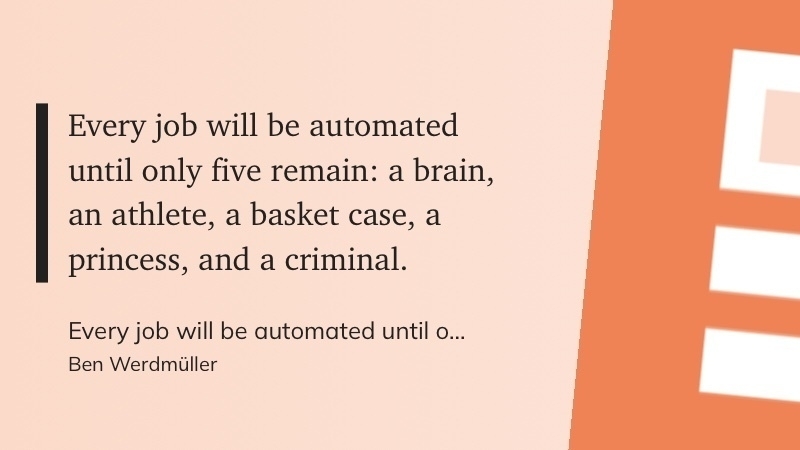 Every job will be automated
until only five remain: a brain,
an athlete, a basket case, a
princess, and a criminal.
Every job will be automated until o...
Ben Werdmüller